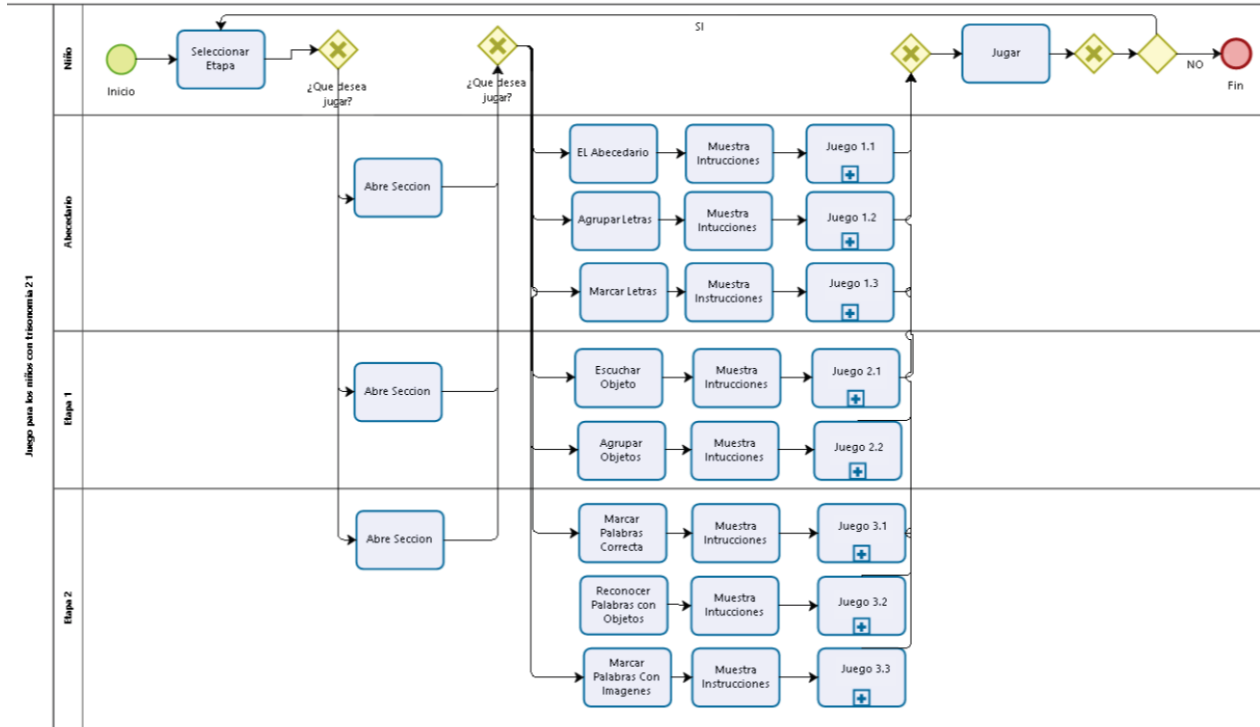 Juego para los niños con trisonomia 21
Niño
Inicio
Seleccionar
Etapa
¿Que desea
jugar?
¿Que desea
jugar?
SI
Jugar
NO
Fin
Abecedario
Abre Seccion
EL Abecedario
Muestra
Intrucciones
Juego 1.1
Agrupar Letras
Muestra
Intucciones
Juego 1.2
Marcar Letras
Muestra
Instrucciones
Juego 1.3
Etapa 1
Abre Seccion
Escuchar
Objeto
Muestra
Intrucciones
Juego 2.1
Agrupar
Objetos
Muestra
Intucciones
Juego 2.2
Etapa 2
Abre Seccion
Marcar
Palabras
Correcta
Muestra
Intrucciones
Juego 3.1
Reconocer
Palabras con
Objetos
Muestra
Intucciones
Juego 3.2
Marcar
Palabras Con
Imagenes
Muestra
Instrucciones
Juego 3.3